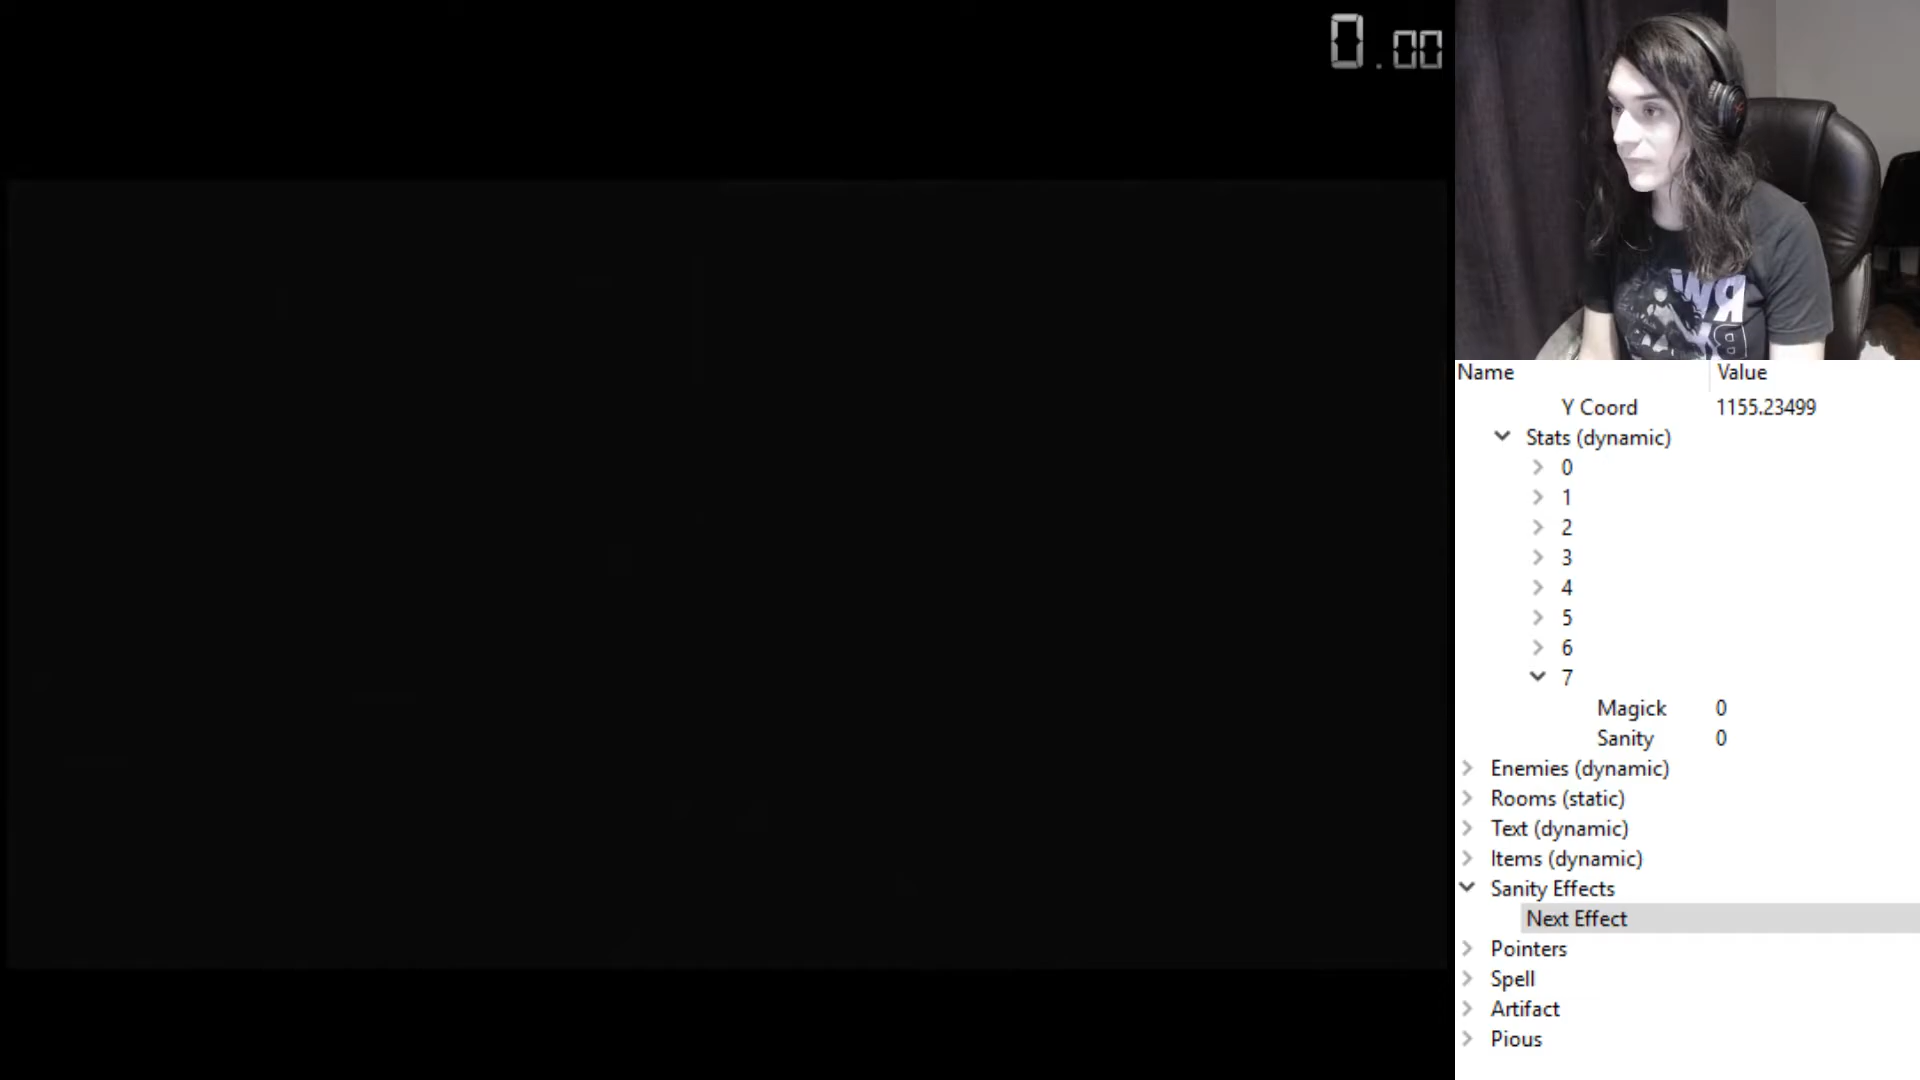 0.00
Name Value
Y Coord 1155.23499
Stats (dynamic)
0
1
2
3
4
5
6
7
Magick 0
Sanity 0
Enemies (dynamic)
Rooms (static)
Text (dynamic)
Items (dynamic)
Sanity Effects
Next Effect
Pointers
Spell
Artifact
Pious